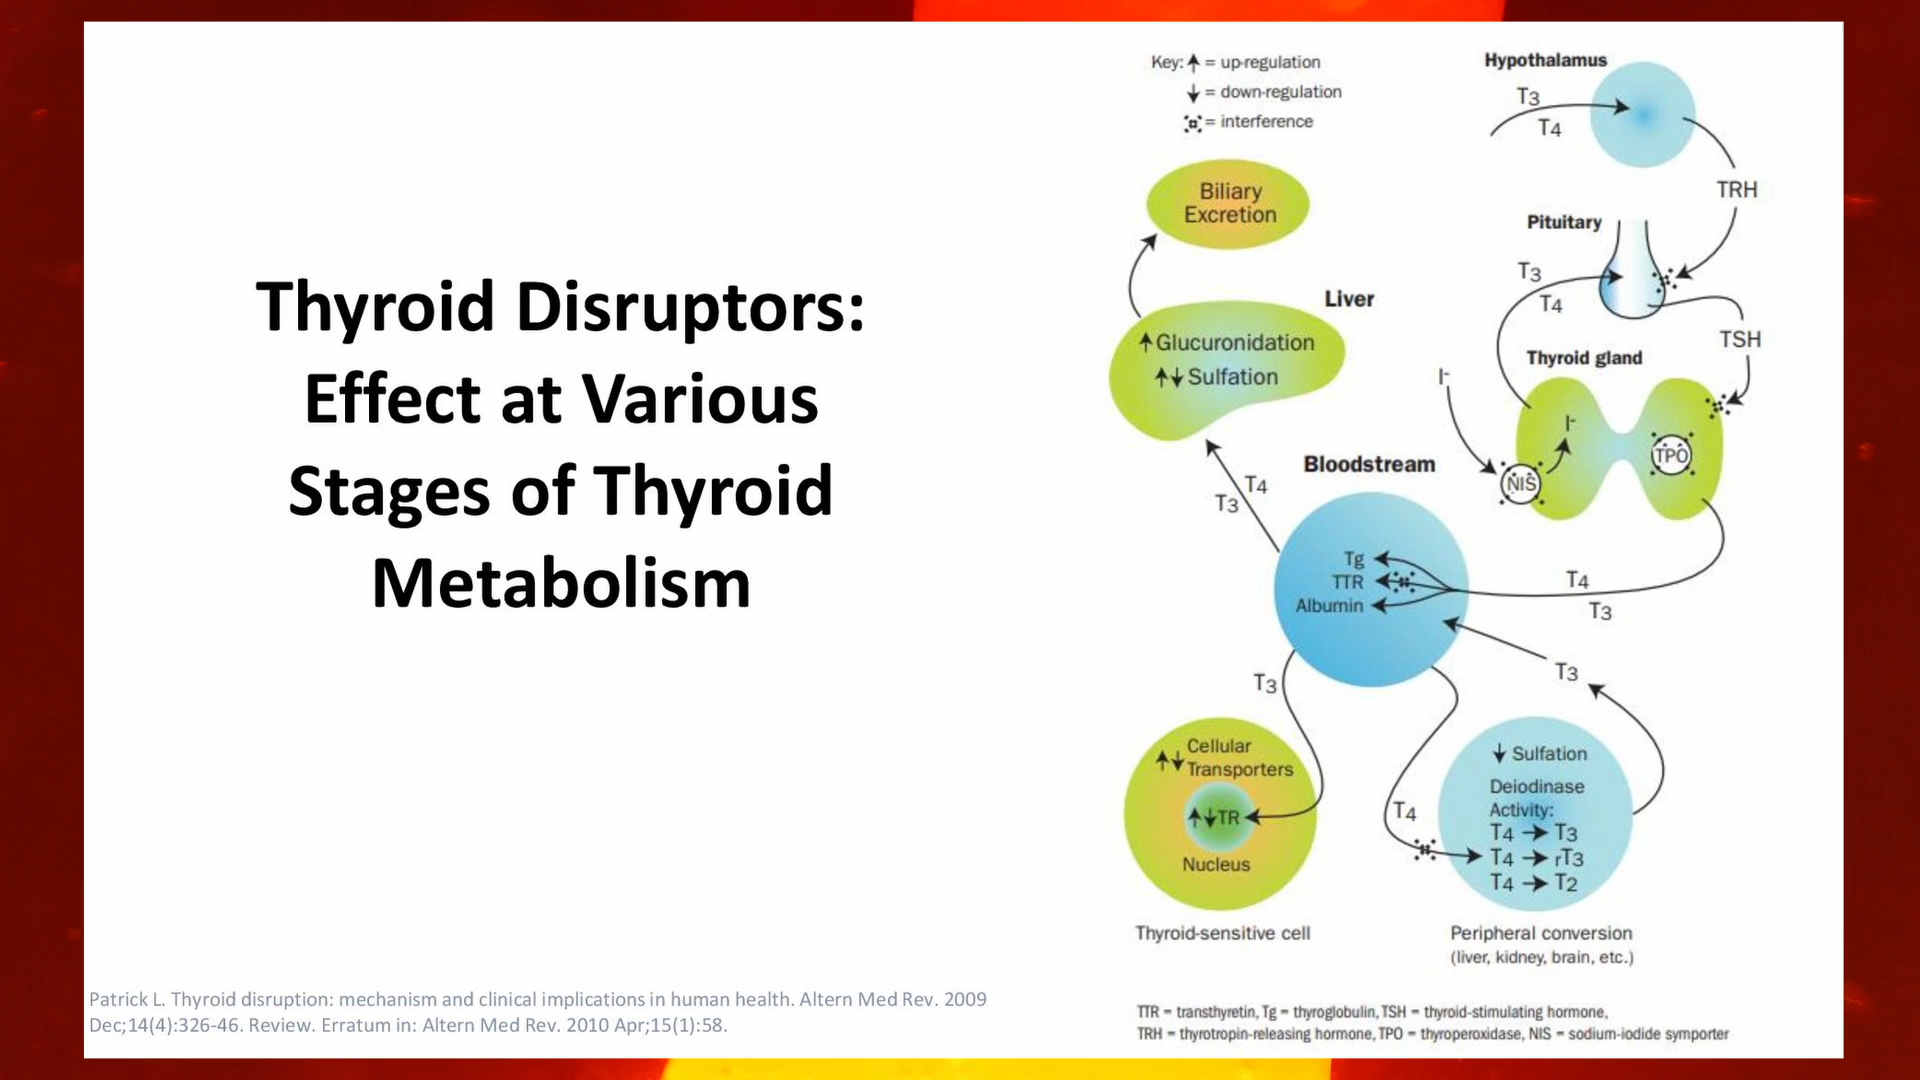 Thyroid Disruptors:
Effect at Various
Stages of Thyroid
Metabolism
Patrick L. Thyroid disruption: mechanism and clinical implications in human health. Altern Med Rev. 2009
Dec;14(4):326-46. Review. Erratum in: Altern Med Rev. 2010 Apr;15(1):58.
Key: ↑ = up-regulation
↓ = down-regulation
= interference
Hypothalamus
T3
T4
TRH
Biliary
Excretion
Pituitary
T3
T4
TSH
Liver
↑ Glucuronidation
↑↓ Sulfation
Thyroid gland
I-
I-
NIS
TPO
Bloodstream
T4
T3
Tg
TTR
Albumin
T4
T3
T3
T3
↑↓ Cellular
Transporters
↑↓ TR
Nucleus
Thyroid-sensitive cell
T4
↓ Sulfation
Deiodinase
Activity:
T4 → T3
T4 → rT3
T4 → T2
Peripheral conversion
(liver, kidney, brain, etc.)
TTR = transthyretin, Tg = thyroglobulin, TSH = thyroid-stimulating hormone,
TRH = thyrotropin-releasing hormone, TPO = thyroperoxidase, NIS = sodium-iodide symporter